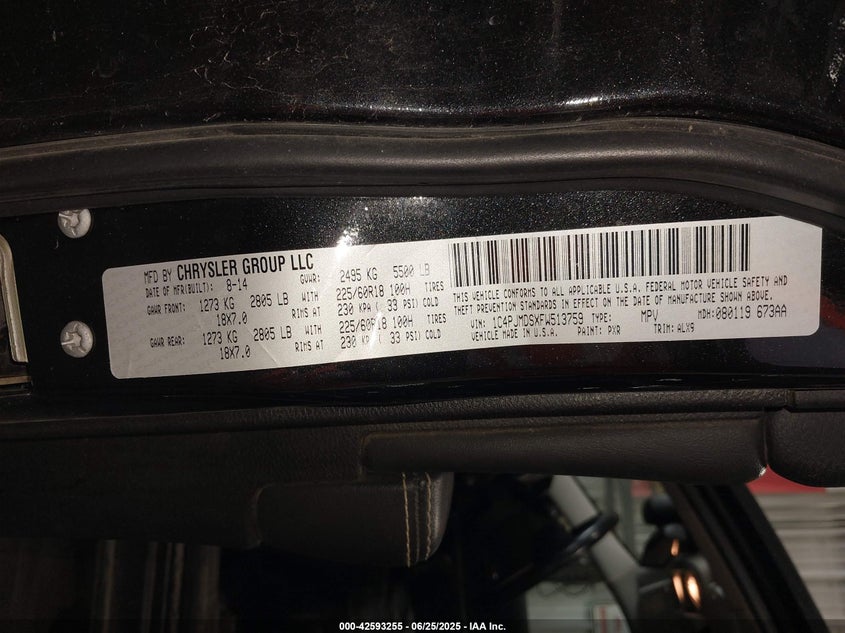 MFD BY CHRYSLER GROUP LLC
DATE OF MFR(BUILT): 8-14 GVWR: 2495 KG 5500 LB
GAWR FRONT: 1273 KG 2805 LB WITH 225/60R18 100H TIRES
18X7.0 RIMS AT 230 KPA ( 33 PSI) COLD
GAWR REAR: 1273 KG 2805 LB WITH 225/60R18 100H TIRES
18X7.0 RIMS AT 230 KPA ( 33 PSI) COLD
THIS VEHICLE CONFORMS TO ALL APPLICABLE U.S.A. FEDERAL MOTOR VEHICLE SAFETY AND
THEFT PREVENTION STANDARDS IN EFFECT ON THE DATE OF MANUFACTURE SHOWN ABOVE.
VIN: 1C4PJMDSXFW513759 TYPE: MPV MDH: 080119 673AA
VEHICLE MADE IN U.S.A. PAINT: PXR TRIM: ALX9
000-42593255 - 06/25/2025 - IAA Inc.